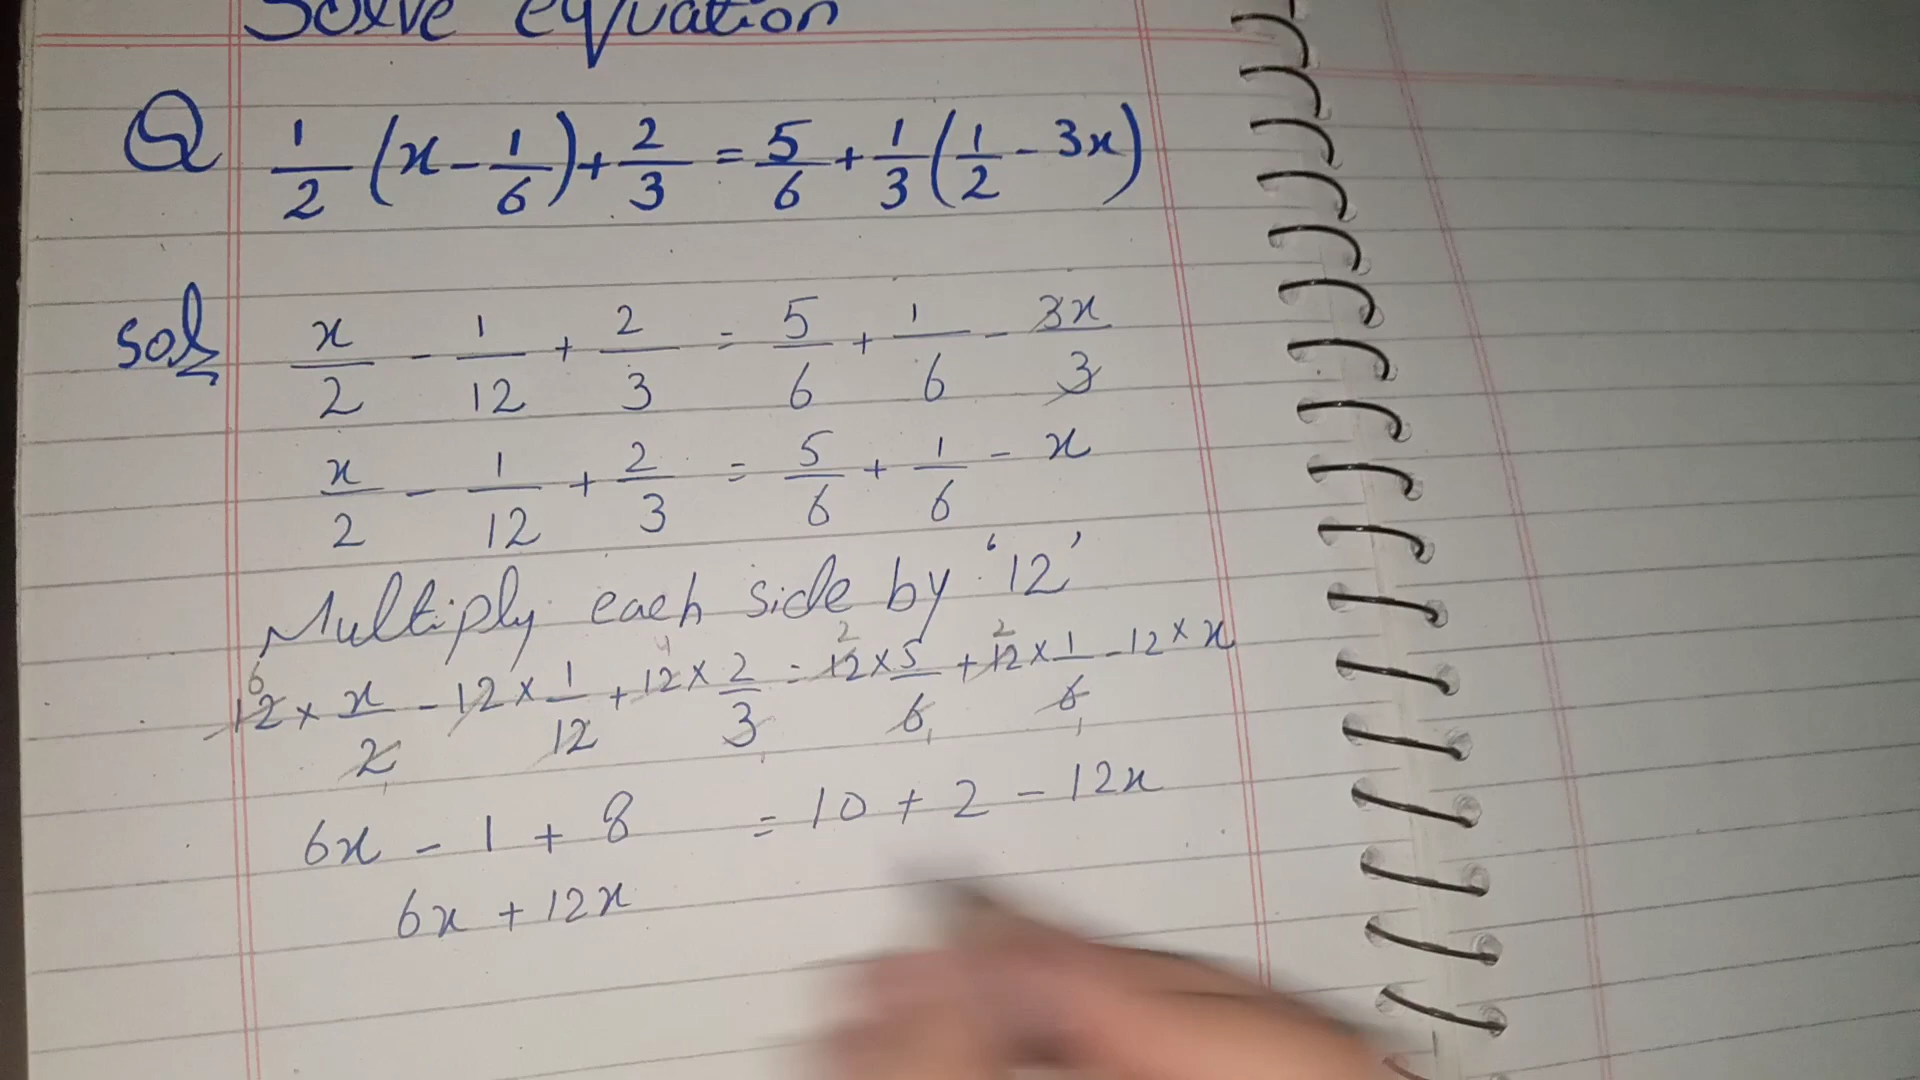 Solve equation
Q 1/2 (x - 1/6) + 2/3 = 5/6 + 1/3 (1/2 - 3x)
sol x/2 - 1/12 + 2/3 = 5/6 + 1/6 - 3x/3
x/2 - 1/12 + 2/3 = 5/6 + 1/6 - x
Multiply each side by '12'
12 × x/2 - 12 × 1/12 + 12 × 2/3 = 12 × 5/6 + 12 × 1/6 - 12 × x
6x - 1 + 8 = 10 + 2 - 12x
6x + 12x